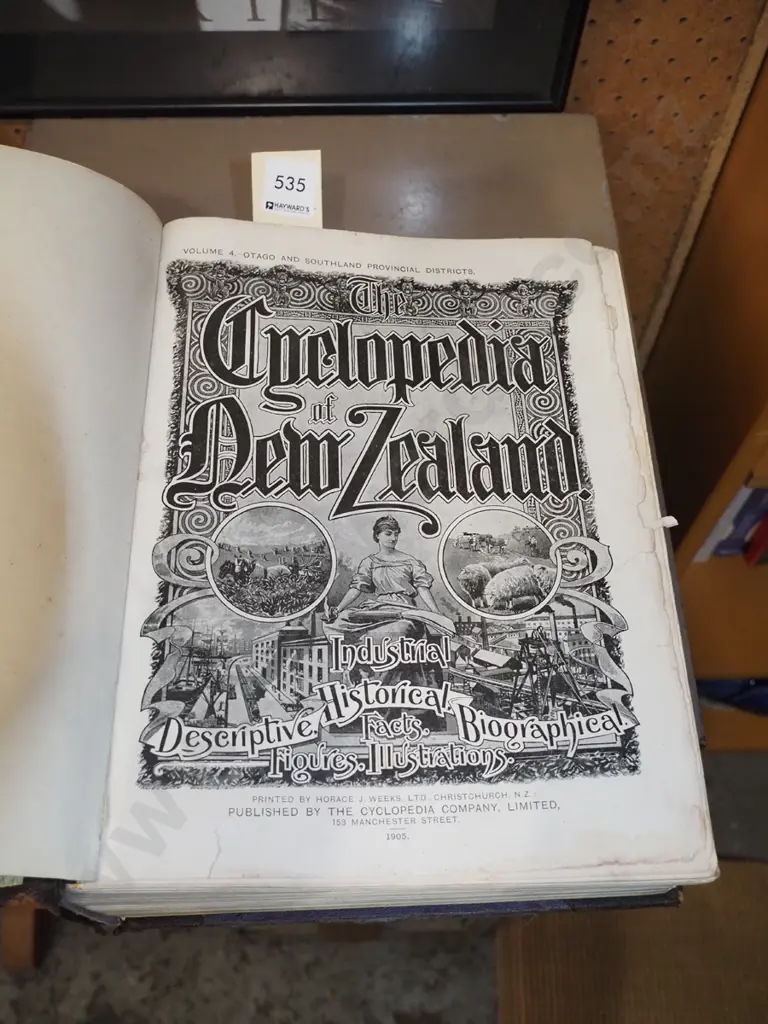 535
HAYWARD'S
VOLUME 4. OTAGO AND SOUTHLAND PROVINCIAL DISTRICTS.
The
Cyclopedia
of
New Zealand.
Industrial
Descriptive. Historical. Biographical.
Facts.
Figures. Illustrations.
PRINTED BY HORACE J. WEEKS, LTD. CHRISTCHURCH, N.Z.:
PUBLISHED BY THE CYCLOPEDIA COMPANY, LIMITED,
153 MANCHESTER STREET.
1905.